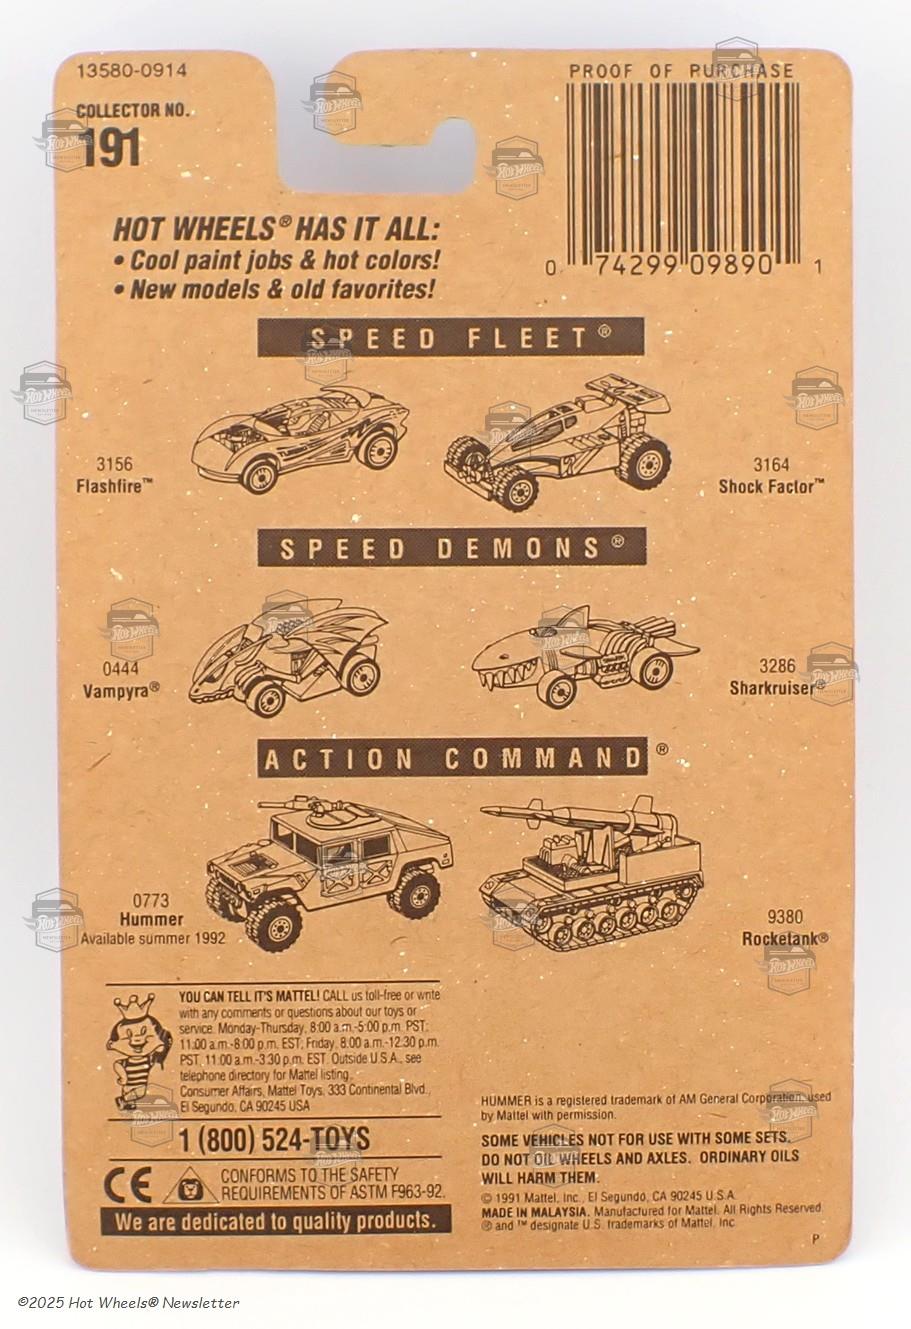 13580-0914
PROOF OF PURCHASE
COLLECTOR NO.
191
0 74299 09890 1
HOT WHEELS® HAS IT ALL:
• Cool paint jobs & hot colors!
• New models & old favorites!
SPEED FLEET®
3156
Flashfire™
3164
Shock Factor™
SPEED DEMONS®
0444
Vampyra®
3286
Sharkruiser®
ACTION COMMAND®
0773
Hummer
Available summer 1992
9380
Rocketank®
YOU CAN TELL IT'S MATTEL! CALL us toll-free or write
with any comments or questions about our toys or
service. Monday-Thursday, 8:00 a.m.-5:00 p.m. PST;
11:00 a.m.-8:00 p.m. EST; Friday, 8:00 a.m.-12:30 p.m.
PST, 11:00 a.m.-3:30 p.m. EST. Outside U.S.A., see
telephone directory for Mattel listing.
Consumer Affairs, Mattel Toys, 333 Continental Blvd.,
El Segundo, CA 90245 USA
1 (800) 524-TOYS
CE
CONFORMS TO THE SAFETY
REQUIREMENTS OF ASTM F963-92.
We are dedicated to quality products.
HUMMER is a registered trademark of AM General Corporation, used
by Mattel with permission.
SOME VEHICLES NOT FOR USE WITH SOME SETS.
DO NOT OIL WHEELS AND AXLES. ORDINARY OILS
WILL HARM THEM.
© 1991 Mattel, Inc., El Segundo, CA 90245 U.S.A.
MADE IN MALAYSIA. Manufactured for Mattel. All Rights Reserved.
® and ™ designate U.S. trademarks of Mattel, Inc.
P
©2025 Hot Wheels® Newsletter